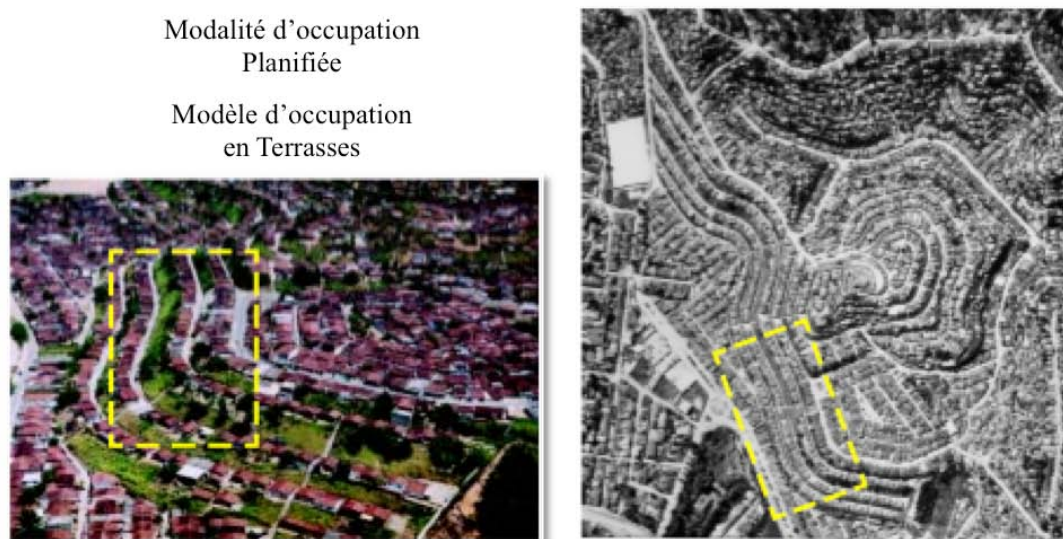 Modalité d'occupation
Planifiée
Modèle d'occupation
en Terrasses